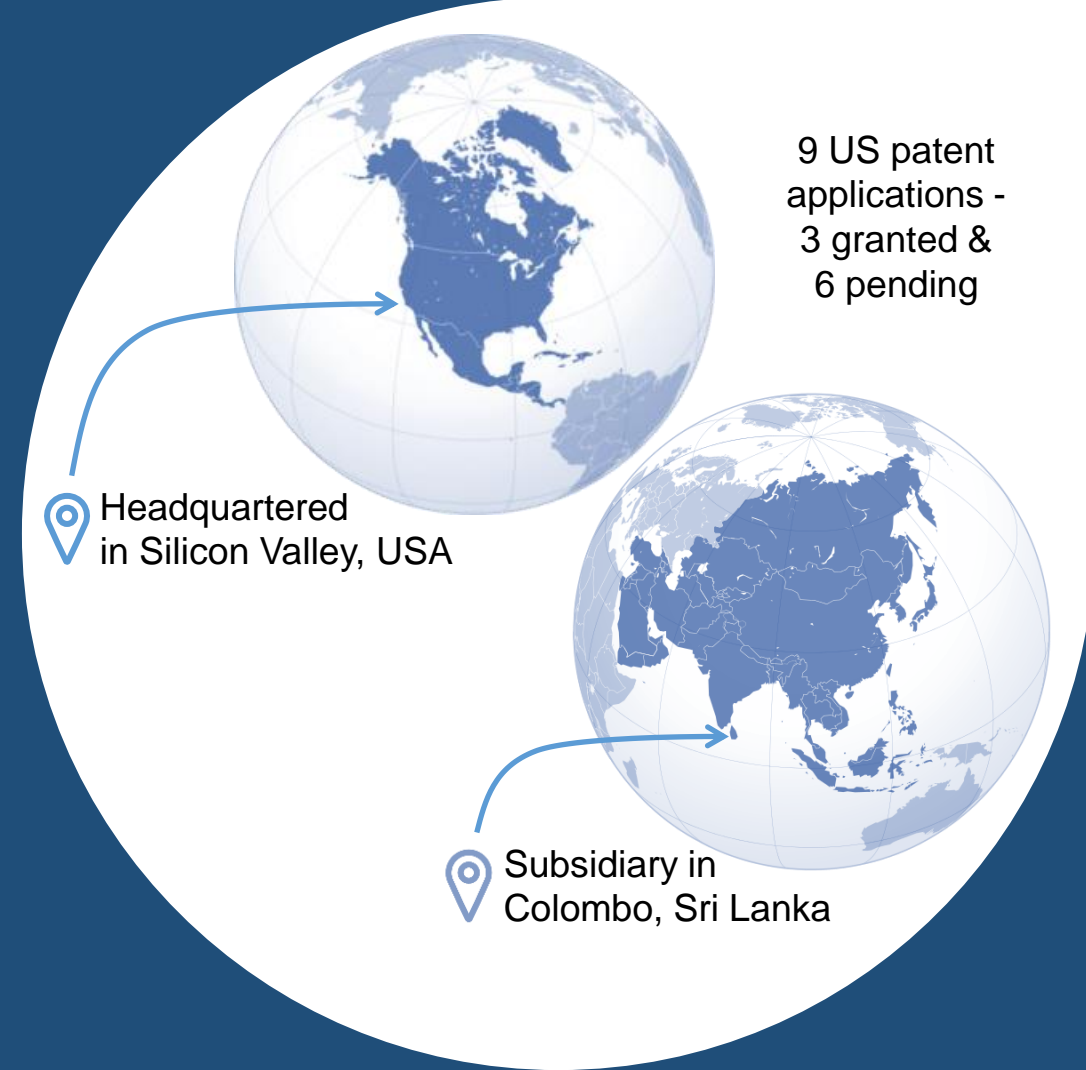 9 US patent
applications -
3 granted &
6 pending
Headquartered
in Silicon Valley, USA
Subsidiary in
Colombo, Sri Lanka